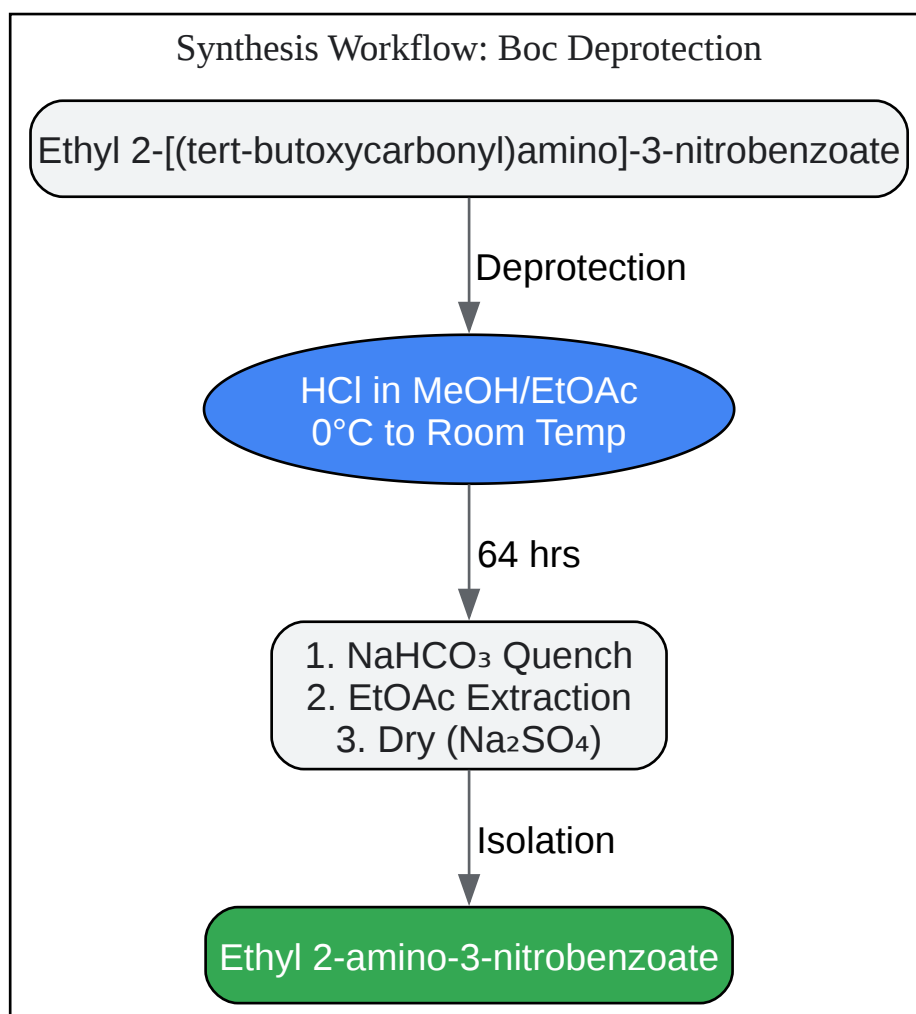 Synthesis Workflow: Boc Deprotection
Ethyl 2-[(tert-butoxycarbonyl)amino]-3-nitrobenzoate
Deprotection
HCl in MeOH/EtOAc
0°C to Room Temp
64 hrs
1. NaHCO₃ Quench
2. EtOAc Extraction
3. Dry (Na₂SO₄)
Isolation
Ethyl 2-amino-3-nitrobenzoate